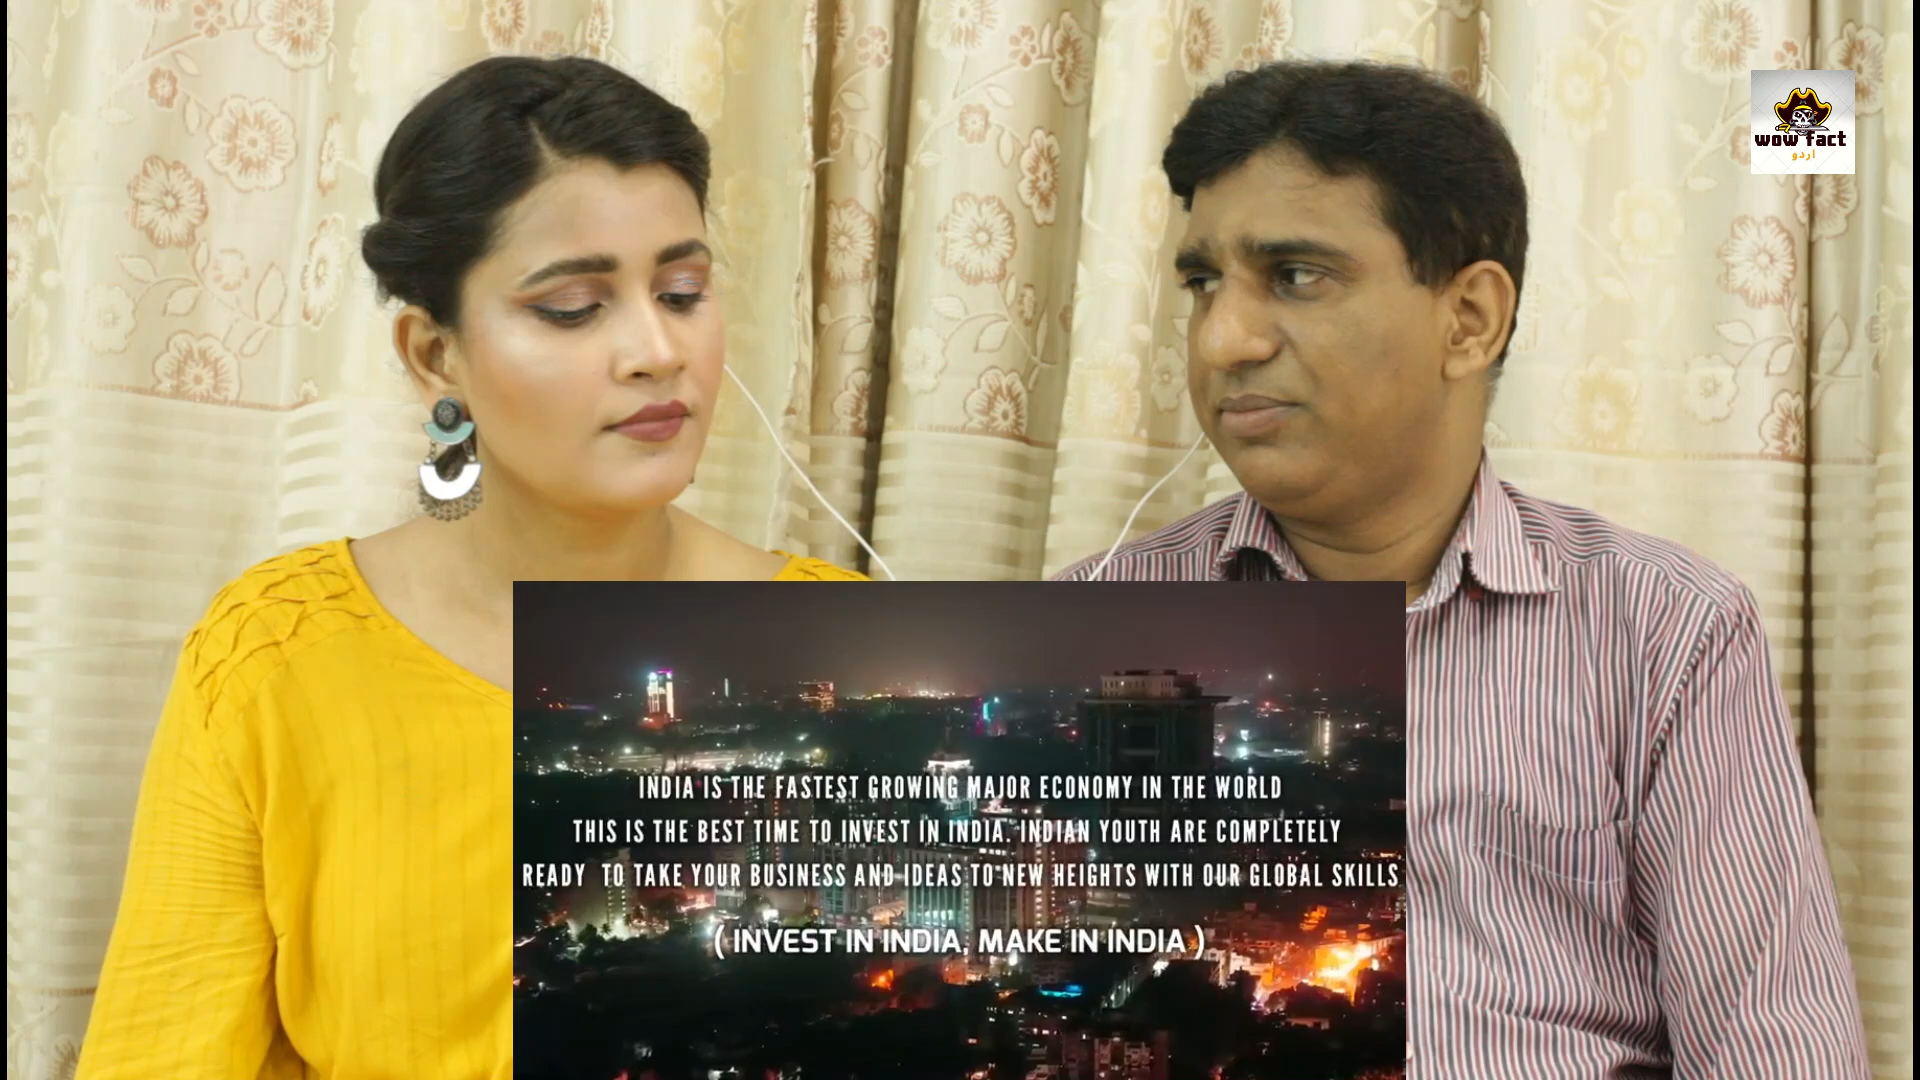 wow fact
اردو
INDIA IS THE FASTEST GROWING MAJOR ECONOMY IN THE WORLD
THIS IS THE BEST TIME TO INVEST IN INDIA. INDIAN YOUTH ARE COMPLETELY
READY TO TAKE YOUR BUSINESS AND IDEAS TO NEW HEIGHTS WITH OUR GLOBAL SKILLS
( INVEST IN INDIA, MAKE IN INDIA )